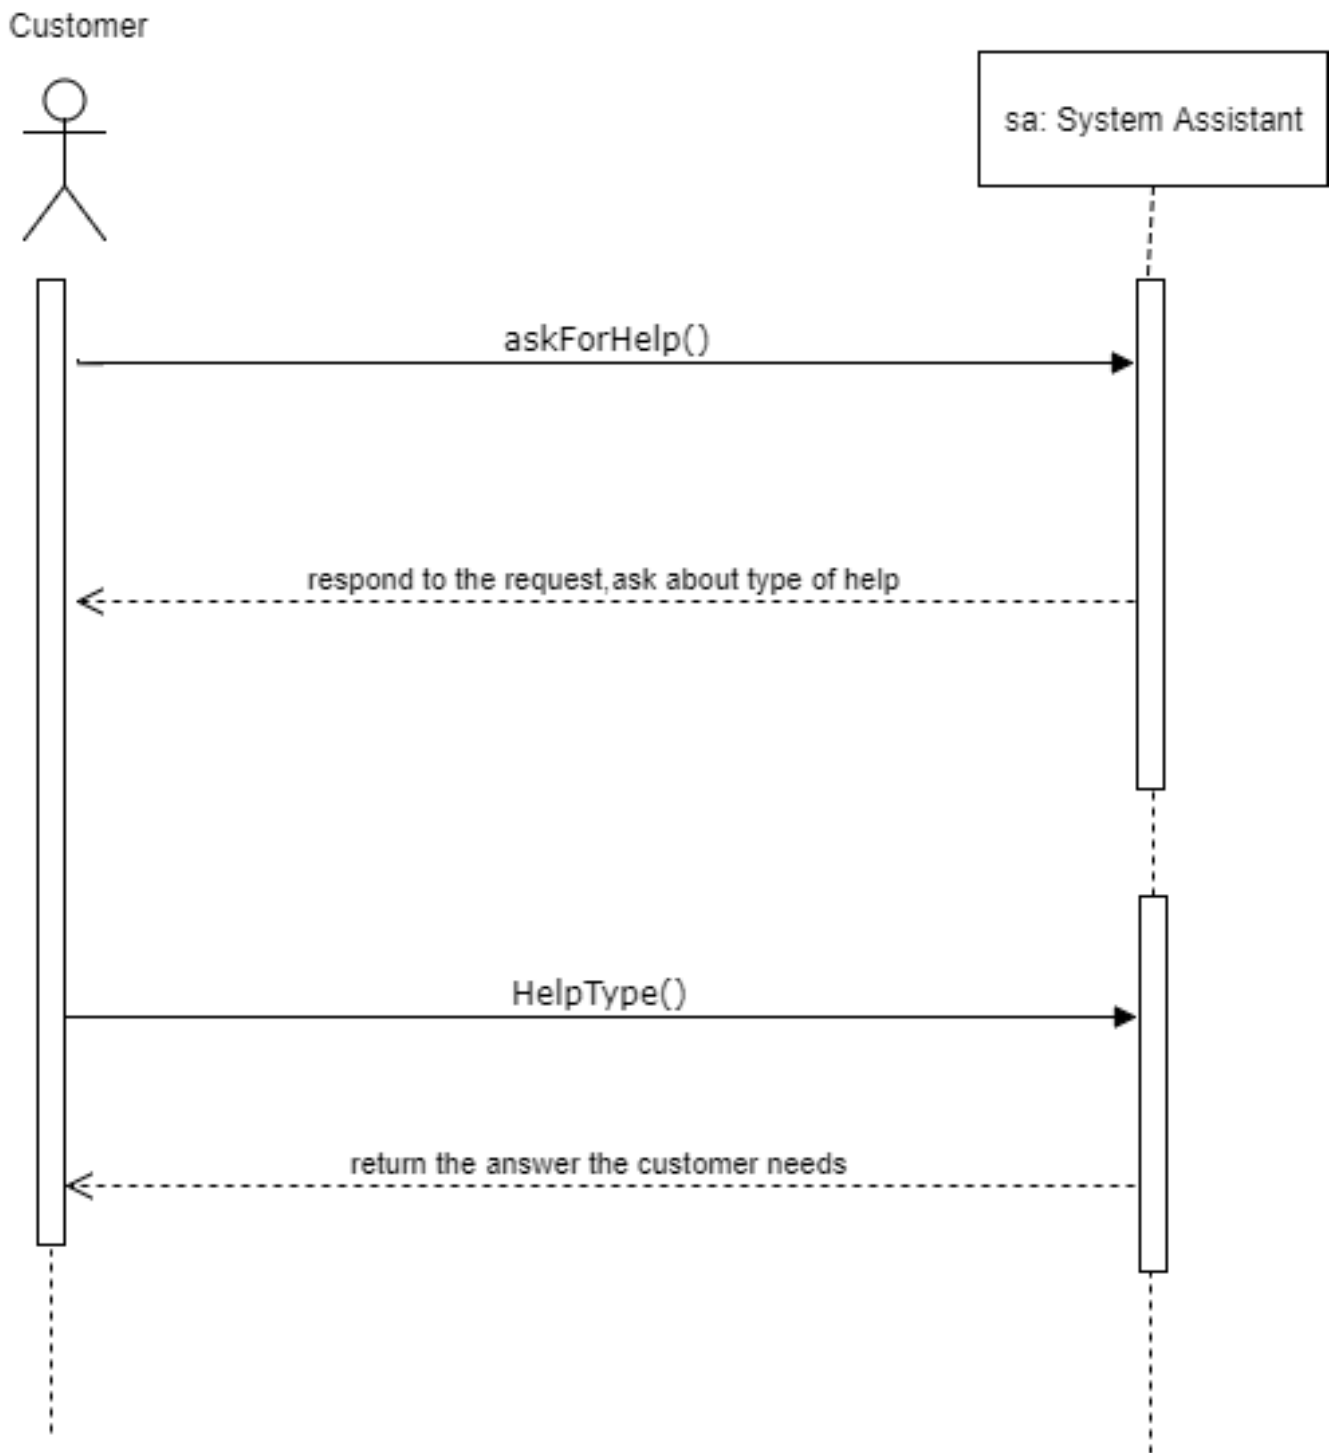 Customer
sa: System Assistant
askForHelp()
respond to the request,ask about type of help
HelpType()
return the answer the customer needs